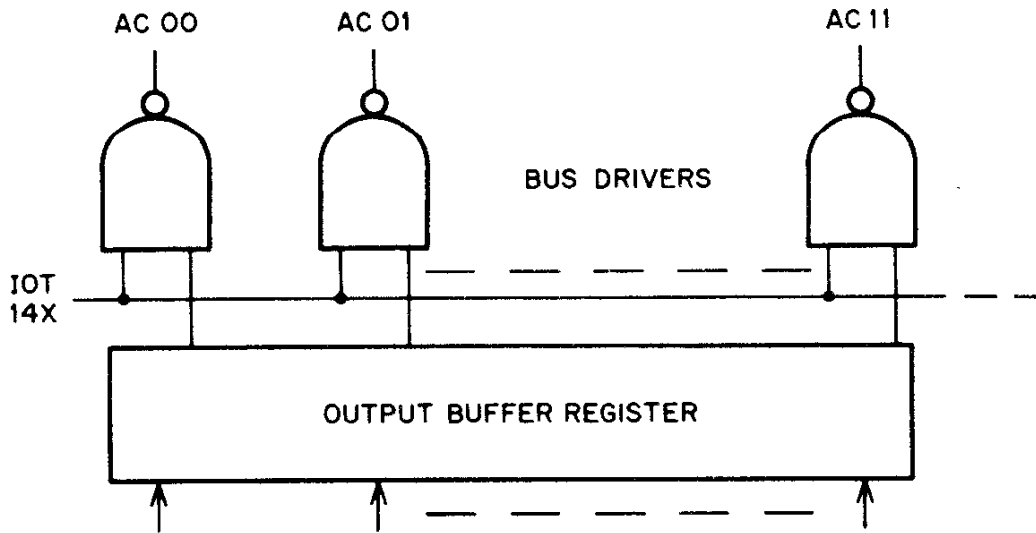 AC 00
AC 01
AC 11
BUS DRIVERS
IOT
14X
OUTPUT BUFFER REGISTER